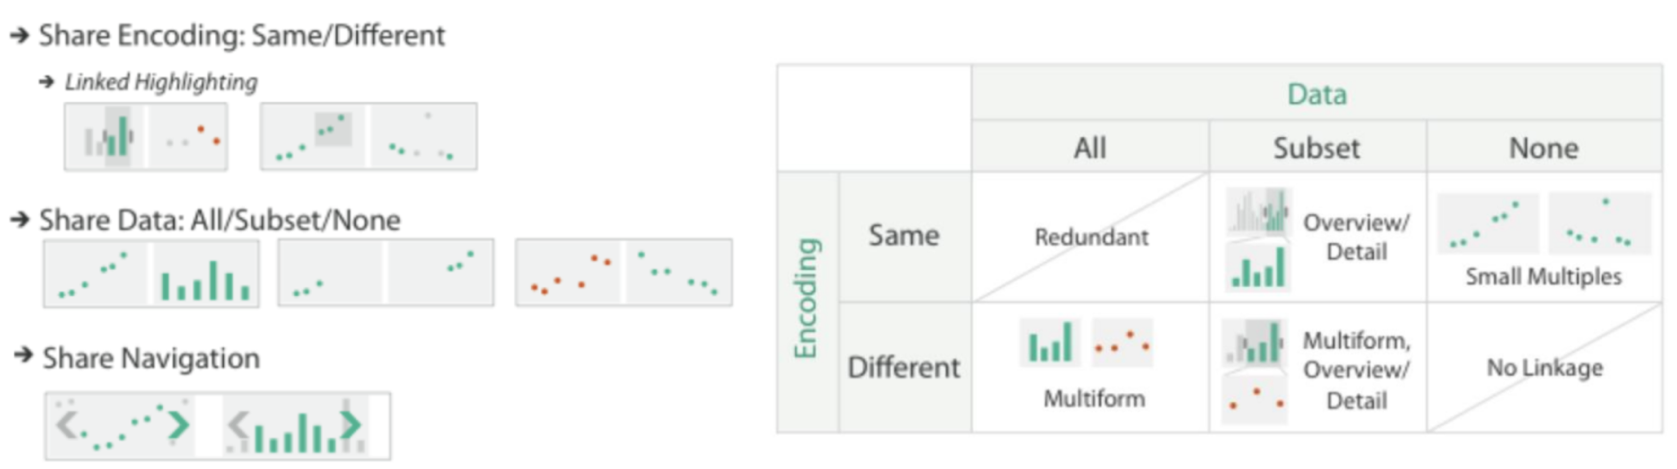 → Share Encoding: Same/Different
→ Linked Highlighting
→ Share Data: All/Subset/None
→ Share Navigation
Data
All Subset None
Encoding
Same
Redundant
Overview/
Detail
Small Multiples
Different
Multiform
Multiform,
Overview/
Detail
No Linkage